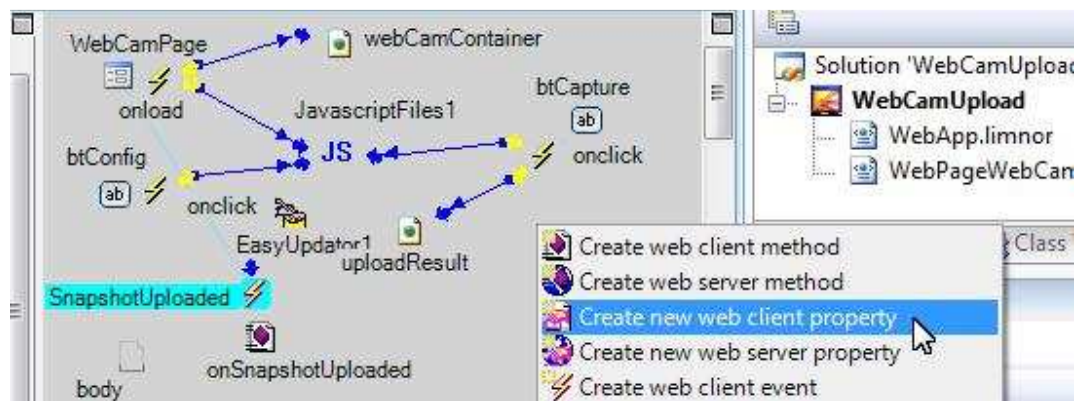 WebCamPage
webCamContainer
onload
JavascriptFiles1
btCapture
ab
btConfig
JS
onclick
ab
onclick
EasyUpdator1
uploadResult
SnapshotUploaded
onSnapshotUploaded
body
Create web client method
Create web server method
Create new web client property
Create new web server property
Create web client event
Solution 'WebCamUpload
WebCamUpload
WebApp.limnor
WebPageWebCam
Class